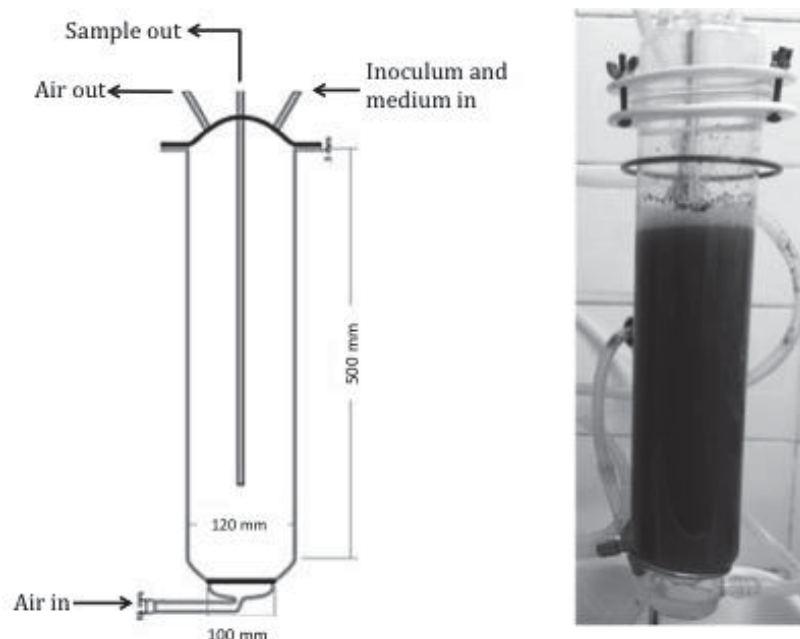 Sample out
Air out
Inoculum and
medium in
500 mm
120 mm
Air in
100 mm